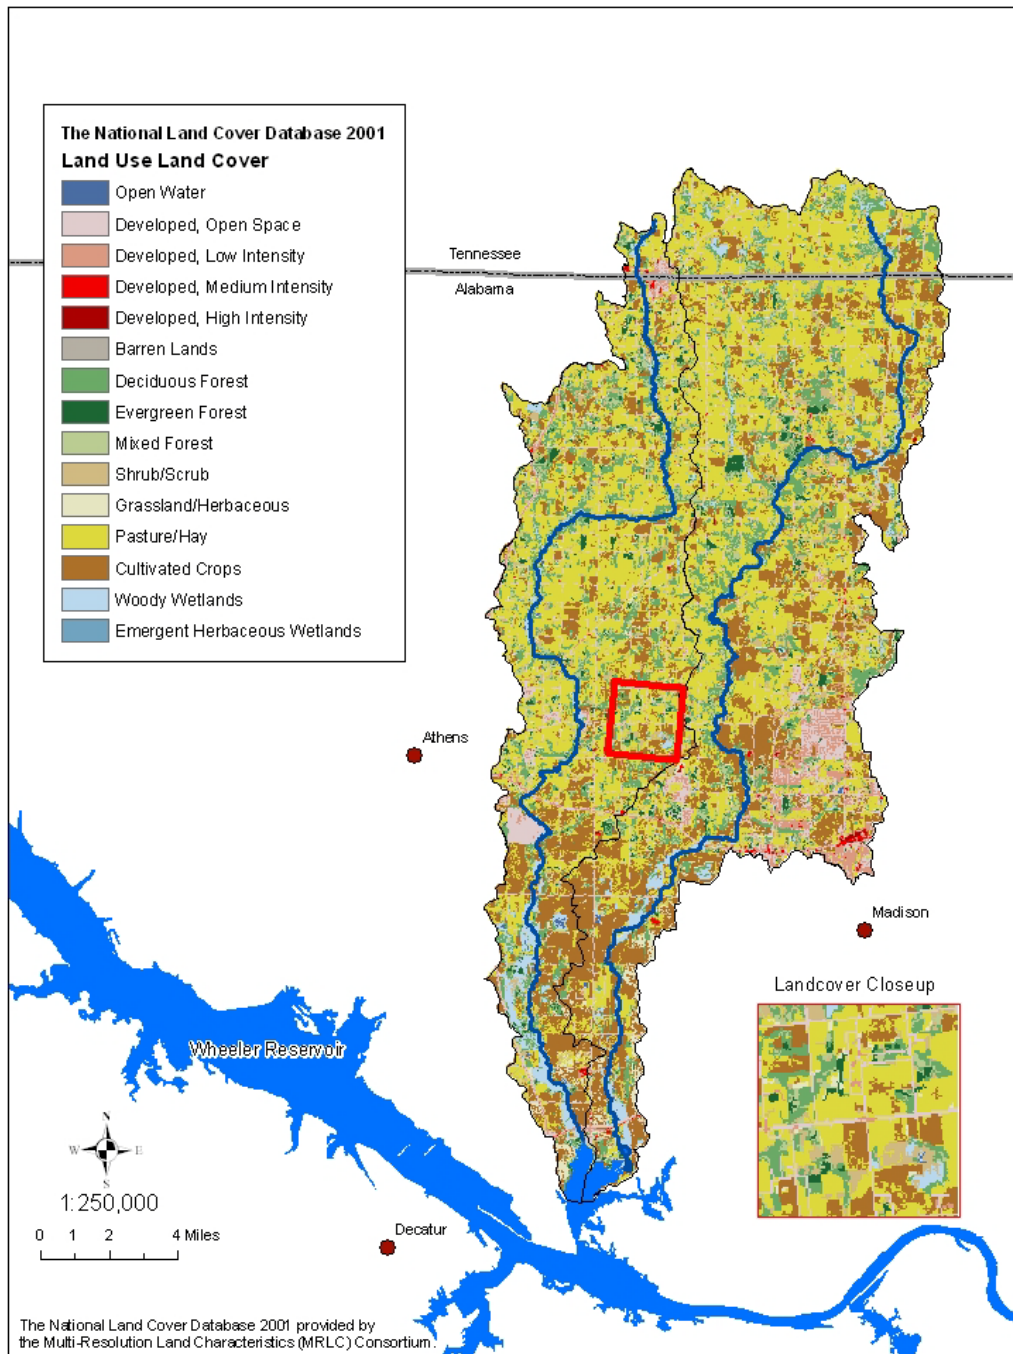 The National Land Cover Database 2001
Land Use Land Cover
Open Water
Developed, Open Space
Developed, Low Intensity
Developed, Medium Intensity
Developed, High Intensity
Barren Lands
Deciduous Forest
Evergreen Forest
Mixed Forest
Shrub/Scrub
Grassland/Herbaceous
Pasture/Hay
Cultivated Crops
Woody Wetlands
Emergent Herbaceous Wetlands
Tennessee
Alabama
Athens
Madison
Landcover Closeup
Wheeler Reservoir
N
W E
S
1:250,000
0 1 2 4 Miles
Decatur
The National Land Cover Database 2001 provided by
the Multi-Resolution Land Characteristics (MRLC) Consortium.